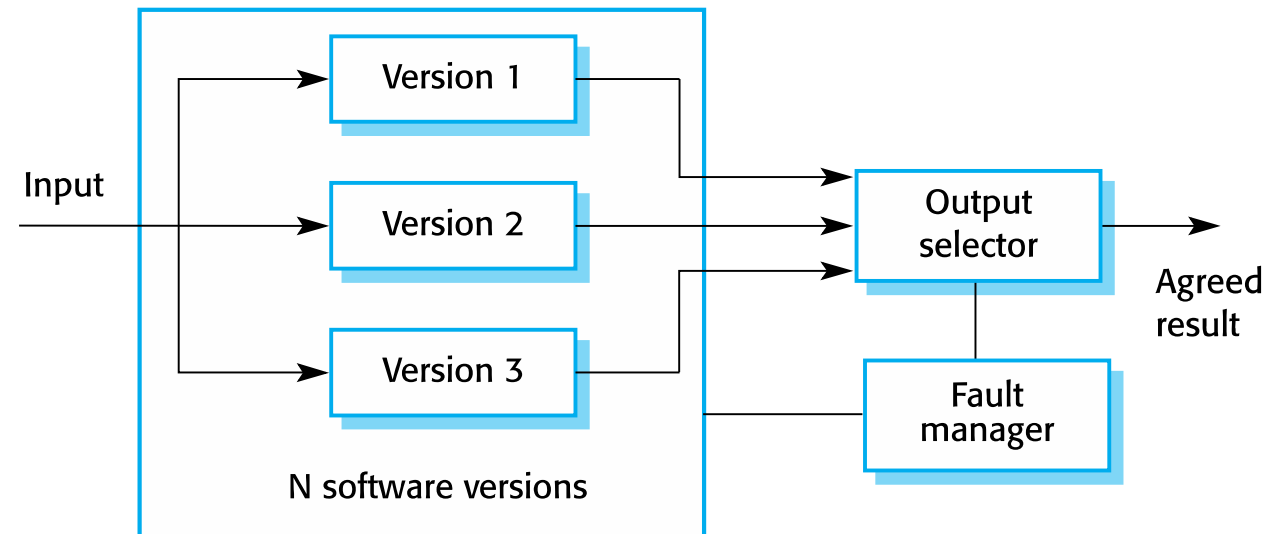 Version 1
Input
Version 2
Output
selector
Agreed
result
Version 3
Fault
manager
N software versions